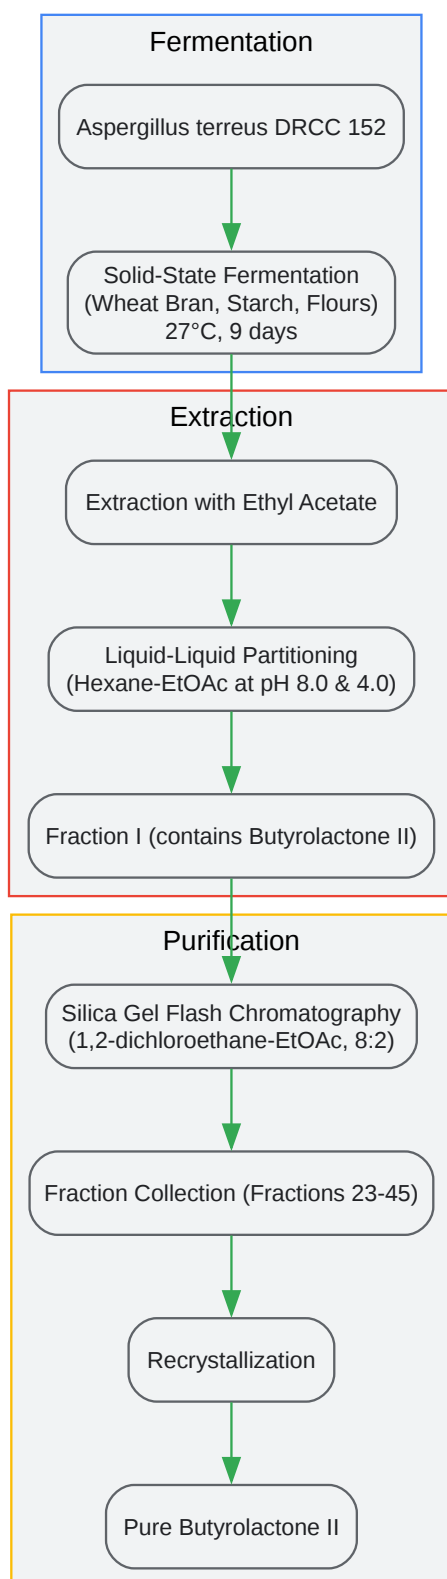 Fermentation
Aspergillus terreus DRCC 152
Solid-State Fermentation
(Wheat Bran, Starch, Flours)
27°C, 9 days
Extraction
Extraction with Ethyl Acetate
Liquid-Liquid Partitioning
(Hexane-EtOAc at pH 8.0 & 4.0)
Fraction I (contains Butyrolactone II)
Purification
Silica Gel Flash Chromatography
(1,2-dichloroethane-EtOAc, 8:2)
Fraction Collection (Fractions 23-45)
Recrystallization
Pure Butyrolactone II